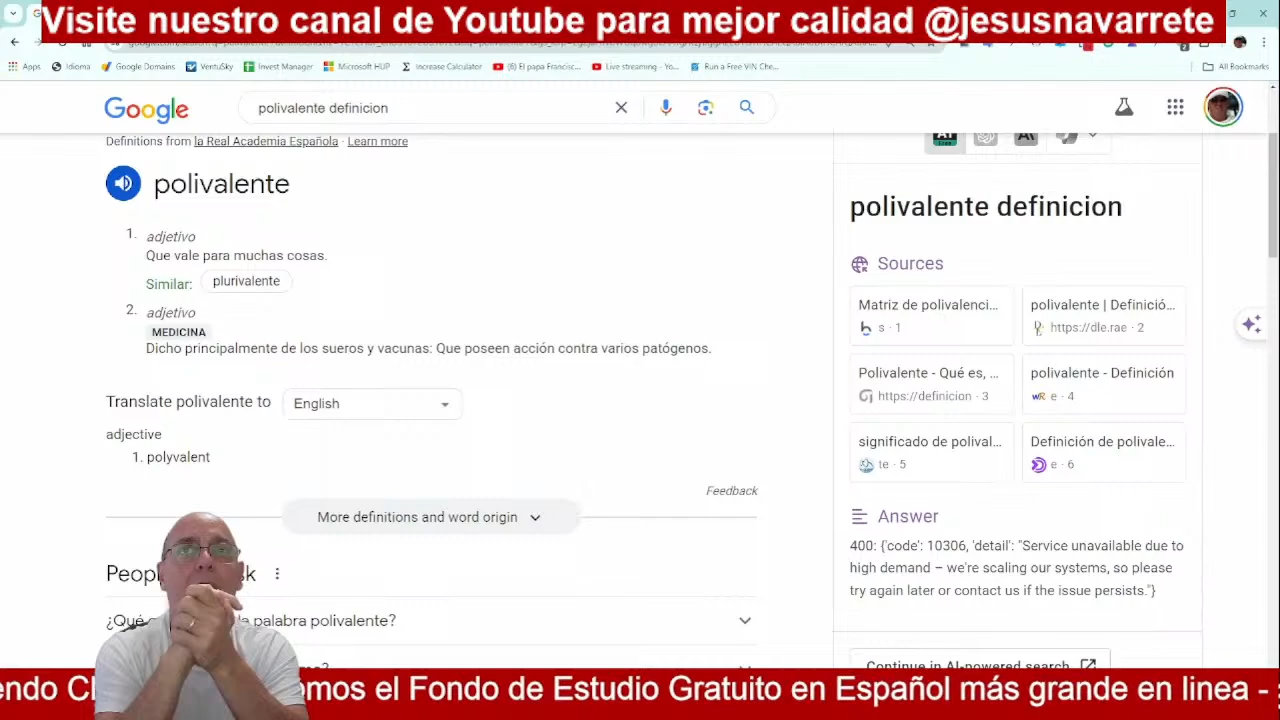 Visite nuestro canal de Youtube para mejor calidad @jesusnavarrete
Apps Idioma Google Domains VentuSky Invest Manager Microsoft HUP Increase Calculator (6) El papa Francisc... Live streaming - Yo... Run a Free VIN Che... All Bookmarks
Google
polivalente definicion
Definitions from la Real Academia Española · Learn more
polivalente
1. adjetivo
Que vale para muchas cosas.
Similar: plurivalente
2. adjetivo
MEDICINA
Dicho principalmente de los sueros y vacunas: Que poseen acción contra varios patógenos.
Translate polivalente to English
adjective
1. polyvalent
Feedback
More definitions and word origin
polivalente definicion
Sources
Matriz de polivalenci...
s · 1
polivalente | Definició...
https://dle.rae · 2
Polivalente - Qué es, ...
https://definicion · 3
polivalente - Definición
wR e · 4
significado de polival...
te · 5
Definición de polivale...
e · 6
Answer
400: {'code': 10306, 'detail': "Service unavailable due to
high demand – we're scaling our systems, so please
try again later or contact us if the issue persists."}
Continue in AI-powered search
palabra polivalente?
omos el Fondo de Estudio Gratuito en Español más grande en linea -